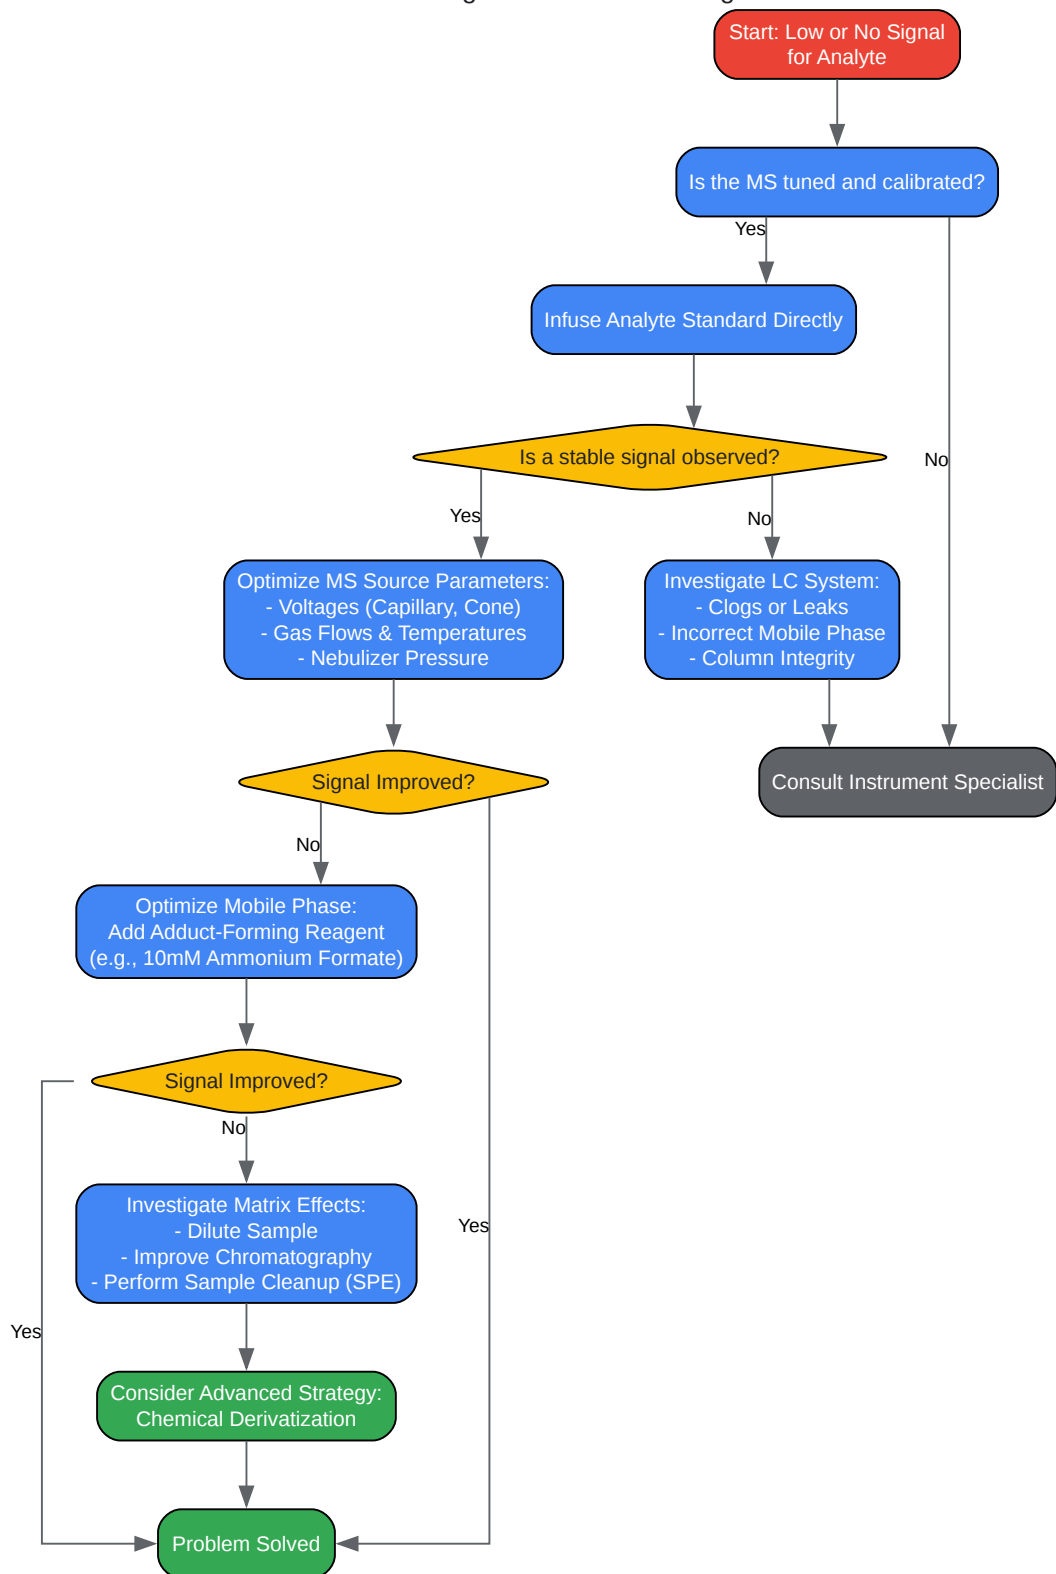 Start: Low or No Signal
for Analyte
Is the MS tuned and calibrated?
Yes
Infuse Analyte Standard Directly
Is a stable signal observed?
No
Yes
No
Optimize MS Source Parameters:
- Voltages (Capillary, Cone)
- Gas Flows & Temperatures
- Nebulizer Pressure
Investigate LC System:
- Clogs or Leaks
- Incorrect Mobile Phase
- Column Integrity
Signal Improved?
Consult Instrument Specialist
No
Optimize Mobile Phase:
Add Adduct-Forming Reagent
(e.g., 10mM Ammonium Formate)
Signal Improved?
No
Investigate Matrix Effects:
- Dilute Sample
- Improve Chromatography
- Perform Sample Cleanup (SPE)
Yes
Yes
Consider Advanced Strategy:
Chemical Derivatization
Problem Solved